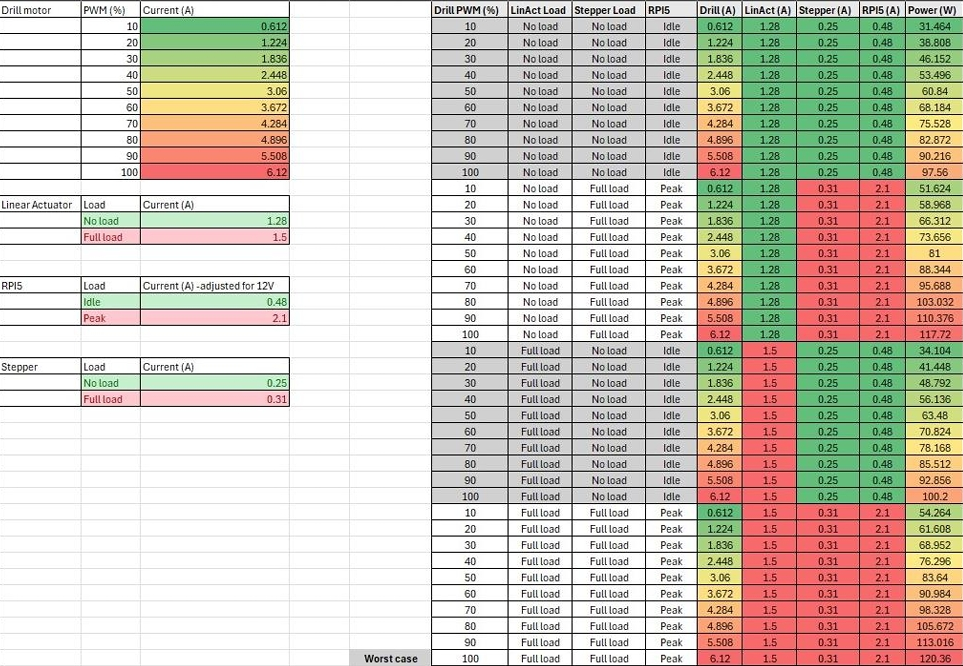 Drill motor PWM (%) Current (A) Drill PWM (%) LinAct Load Stepper Load RPI5 Drill (A) LinAct (A) Stepper (A) RPI5 (A) Power (W)
10 0.612 10 No load No load Idle 0.612 1.28 0.25 0.48 31.464
20 1.224 20 No load No load Idle 1.224 1.28 0.25 0.48 38.808
30 1.836 30 No load No load Idle 1.836 1.28 0.25 0.48 46.152
40 2.448 40 No load No load Idle 2.448 1.28 0.25 0.48 53.496
50 3.06 50 No load No load Idle 3.06 1.28 0.25 0.48 60.84
60 3.672 60 No load No load Idle 3.672 1.28 0.25 0.48 68.184
70 4.284 70 No load No load Idle 4.284 1.28 0.25 0.48 75.528
80 4.896 80 No load No load Idle 4.896 1.28 0.25 0.48 82.872
90 5.508 90 No load No load Idle 5.508 1.28 0.25 0.48 90.216
100 6.12 100 No load No load Idle 6.12 1.28 0.25 0.48 97.56
10 No load Full load Peak 0.612 1.28 0.31 2.1 51.624
Linear Actuator Load Current (A) 20 No load Full load Peak 1.224 1.28 0.31 2.1 58.968
No load 1.28 30 No load Full load Peak 1.836 1.28 0.31 2.1 66.312
Full load 1.5 40 No load Full load Peak 2.448 1.28 0.31 2.1 73.656
50 No load Full load Peak 3.06 1.28 0.31 2.1 81
60 No load Full load Peak 3.672 1.28 0.31 2.1 88.344
RPI5 Load Current (A) -adjusted for 12V 70 No load Full load Peak 4.284 1.28 0.31 2.1 95.688
Idle 0.48 80 No load Full load Peak 4.896 1.28 0.31 2.1 103.032
Peak 2.1 90 No load Full load Peak 5.508 1.28 0.31 2.1 110.376
100 No load Full load Peak 6.12 1.28 0.31 2.1 117.72
10 Full load No load Idle 0.612 1.5 0.25 0.48 34.104
Stepper Load Current (A) 20 Full load No load Idle 1.224 1.5 0.25 0.48 41.448
No load 0.25 30 Full load No load Idle 1.836 1.5 0.25 0.48 48.792
Full load 0.31 40 Full load No load Idle 2.448 1.5 0.25 0.48 56.136
50 Full load No load Idle 3.06 1.5 0.25 0.48 63.48
60 Full load No load Idle 3.672 1.5 0.25 0.48 70.824
70 Full load No load Idle 4.284 1.5 0.25 0.48 78.168
80 Full load No load Idle 4.896 1.5 0.25 0.48 85.512
90 Full load No load Idle 5.508 1.5 0.25 0.48 92.856
100 Full load No load Idle 6.12 1.5 0.25 0.48 100.2
10 Full load Full load Peak 0.612 1.5 0.31 2.1 54.264
20 Full load Full load Peak 1.224 1.5 0.31 2.1 61.608
30 Full load Full load Peak 1.836 1.5 0.31 2.1 68.952
40 Full load Full load Peak 2.448 1.5 0.31 2.1 76.296
50 Full load Full load Peak 3.06 1.5 0.31 2.1 83.64
60 Full load Full load Peak 3.672 1.5 0.31 2.1 90.984
70 Full load Full load Peak 4.284 1.5 0.31 2.1 98.328
80 Full load Full load Peak 4.896 1.5 0.31 2.1 105.672
90 Full load Full load Peak 5.508 1.5 0.31 2.1 113.016
Worst case 100 Full load Full load Peak 6.12 1.5 0.31 2.1 120.36